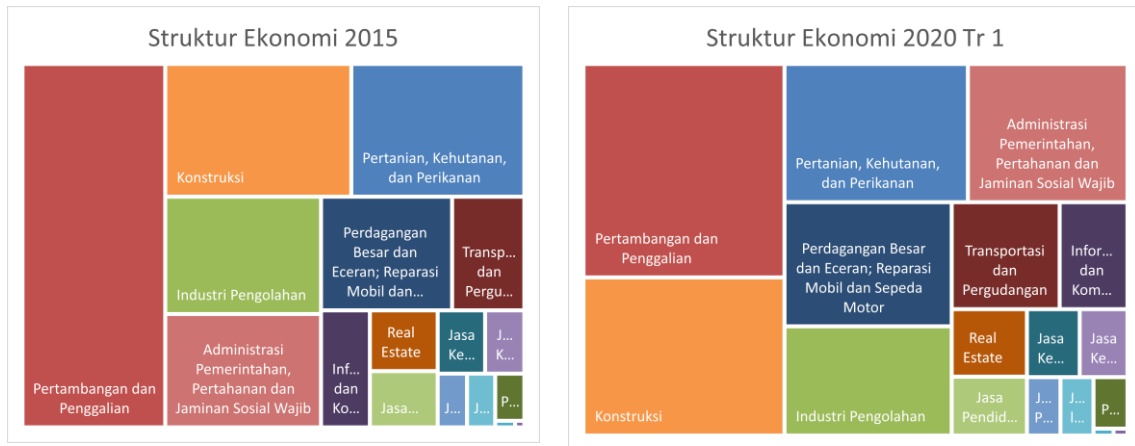 Struktur Ekonomi 2015
Konstruksi
Pertanian, Kehutanan,
dan Perikanan
Industri Pengolahan
Perdagangan
Besar dan
Eceran; Reparasi
Mobil dan...
Transp...
dan
Pergu...
Pertambangan dan
Penggalian
Administrasi
Pemerintahan,
Pertahanan dan
Jaminan Sosial Wajib
Inf...
dan
Ko...
Real
Estate
Jasa
Ke...
J...
K...
Jasa...
J...
J...
P...
Struktur Ekonomi 2020 Tr 1
Pertambangan dan
Penggalian
Pertanian, Kehutanan,
dan Perikanan
Administrasi
Pemerintahan,
Pertahanan dan
Jaminan Sosial Wajib
Konstruksi
Perdagangan Besar
dan Eceran; Reparasi
Mobil dan Sepeda
Motor
Transportasi
dan
Pergudangan
Infor...
dan
Kom...
Industri Pengolahan
Real
Estate
Jasa
Ke...
Jasa
Ke...
Jasa
Pendid...
J...
P...
J...
I...
P...